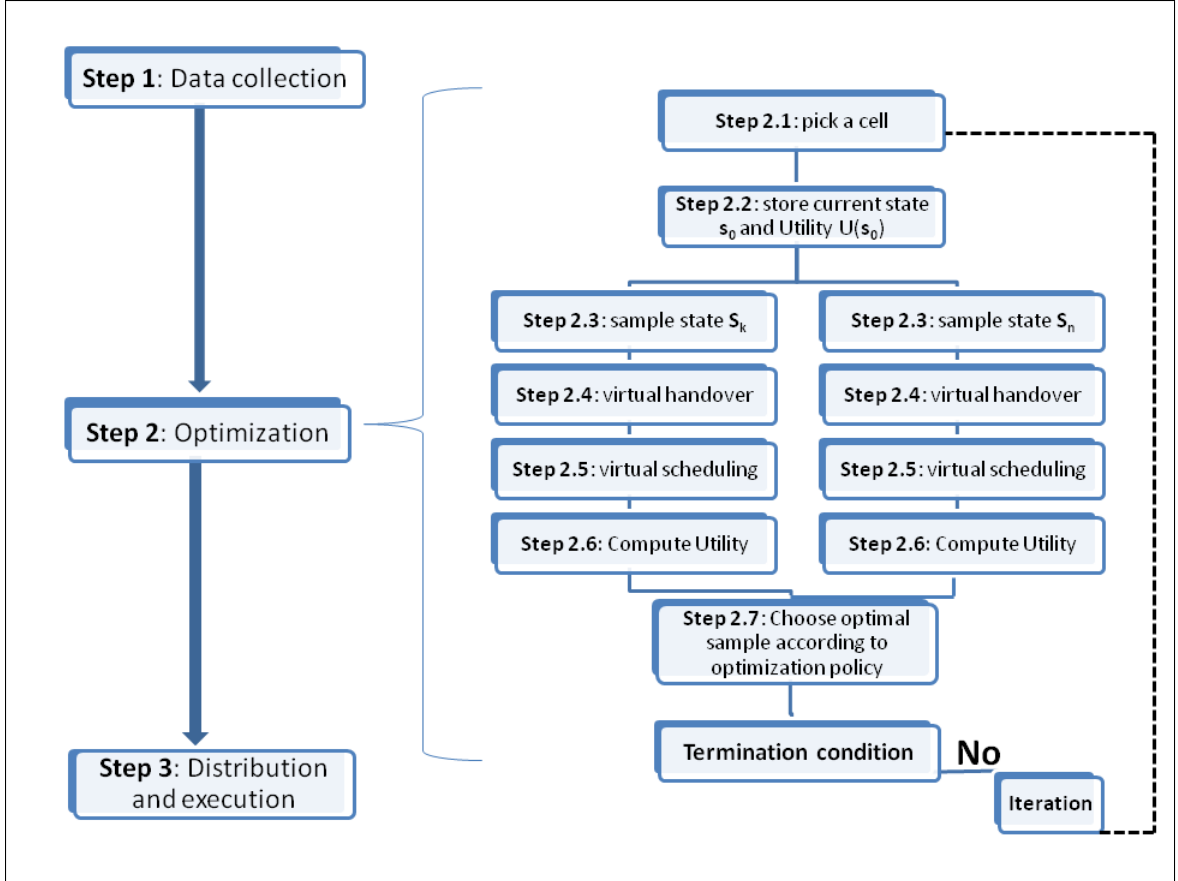 Step 1: Data collection
Step 2: Optimization
Step 3: Distribution
and execution
Step 2.1: pick a cell
Step 2.2: store current state
s0 and Utility U(s0)
Step 2.3: sample state Sk
Step 2.3: sample state Sn
Step 2.4: virtual handover
Step 2.4: virtual handover
Step 2.5: virtual scheduling
Step 2.5: virtual scheduling
Step 2.6: Compute Utility
Step 2.6: Compute Utility
Step 2.7: Choose optimal
sample according to
optimization policy
Termination condition
No
Iteration